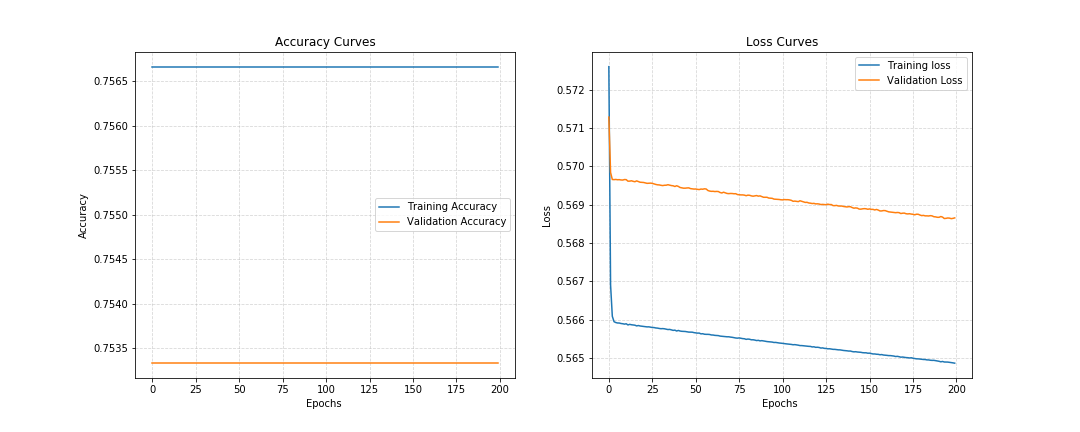 Accuracy Curves
0.7565
0.7560
0.7555
0.7550
0.7545
0.7540
0.7535
Accuracy
0 25 50 75 100 125 150 175 200
Epochs
Training Accuracy
Validation Accuracy
Loss Curves
0.572
0.571
0.570
0.569
0.568
0.567
0.566
0.565
Loss
0 25 50 75 100 125 150 175 200
Epochs
Training loss
Validation Loss